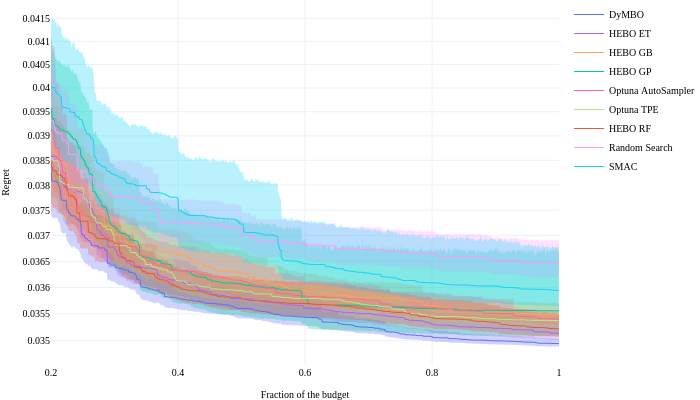 0.0415
0.041
0.0405
0.04
0.0395
0.039
0.0385
0.038
0.0375
0.037
0.0365
0.036
0.0355
0.035
Regret
0.2
0.4
0.6
0.8
1
Fraction of the budget
DyMBO
HEBO ET
HEBO GB
HEBO GP
Optuna AutoSampler
Optuna TPE
HEBO RF
Random Search
SMAC